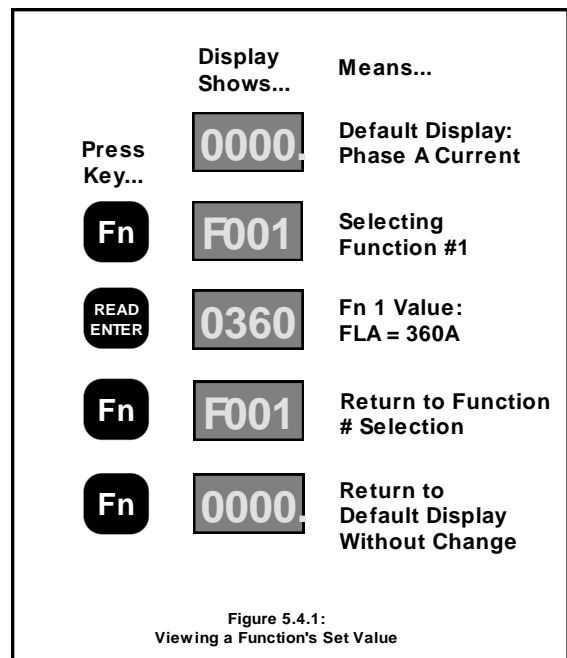 Display
Shows...
Means...
Press
Key...
0000.
Default Display:
Phase A Current
Fn
F001
Selecting
Function #1
READ
ENTER
0360
Fn 1 Value:
FLA = 360A
Fn
F001
Return to Function
# Selection
Fn
0000.
Return to
Default Display
Without Change
Figure 5.4.1:
Viewing a Function's Set Value